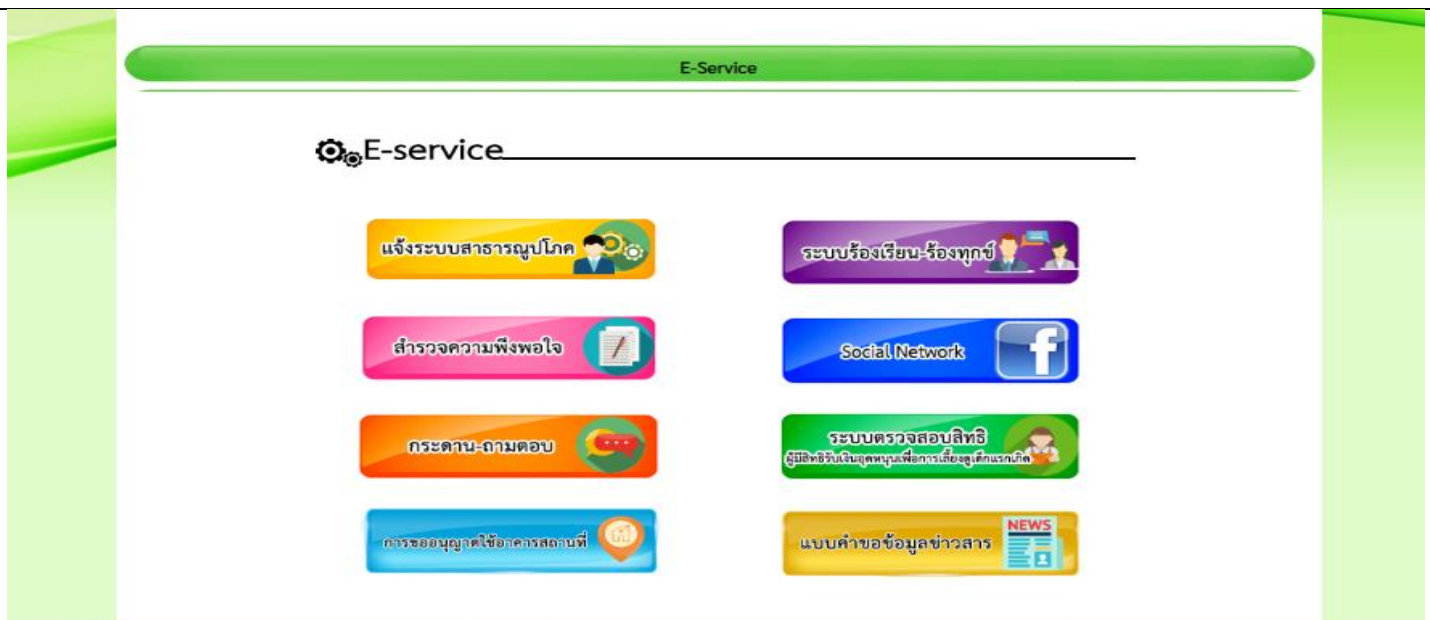 E-Service
E-service
แจ้งระบบสาธารณูปโภค
ระบบร้องเรียน-ร้องทุกข์
สำรวจความพึงพอใจ
Social Network
กระดาน-ถามตอบ
ระบบตรวจสอบสิทธิ
ผู้มีสิทธิรับเงินอุดหนุนเพื่อการเลี้ยงดูเด็กแรกเกิด
การขออนุญาตใช้อาคารสถานที่
แบบคำขอข้อมูลข่าวสาร
NEWS